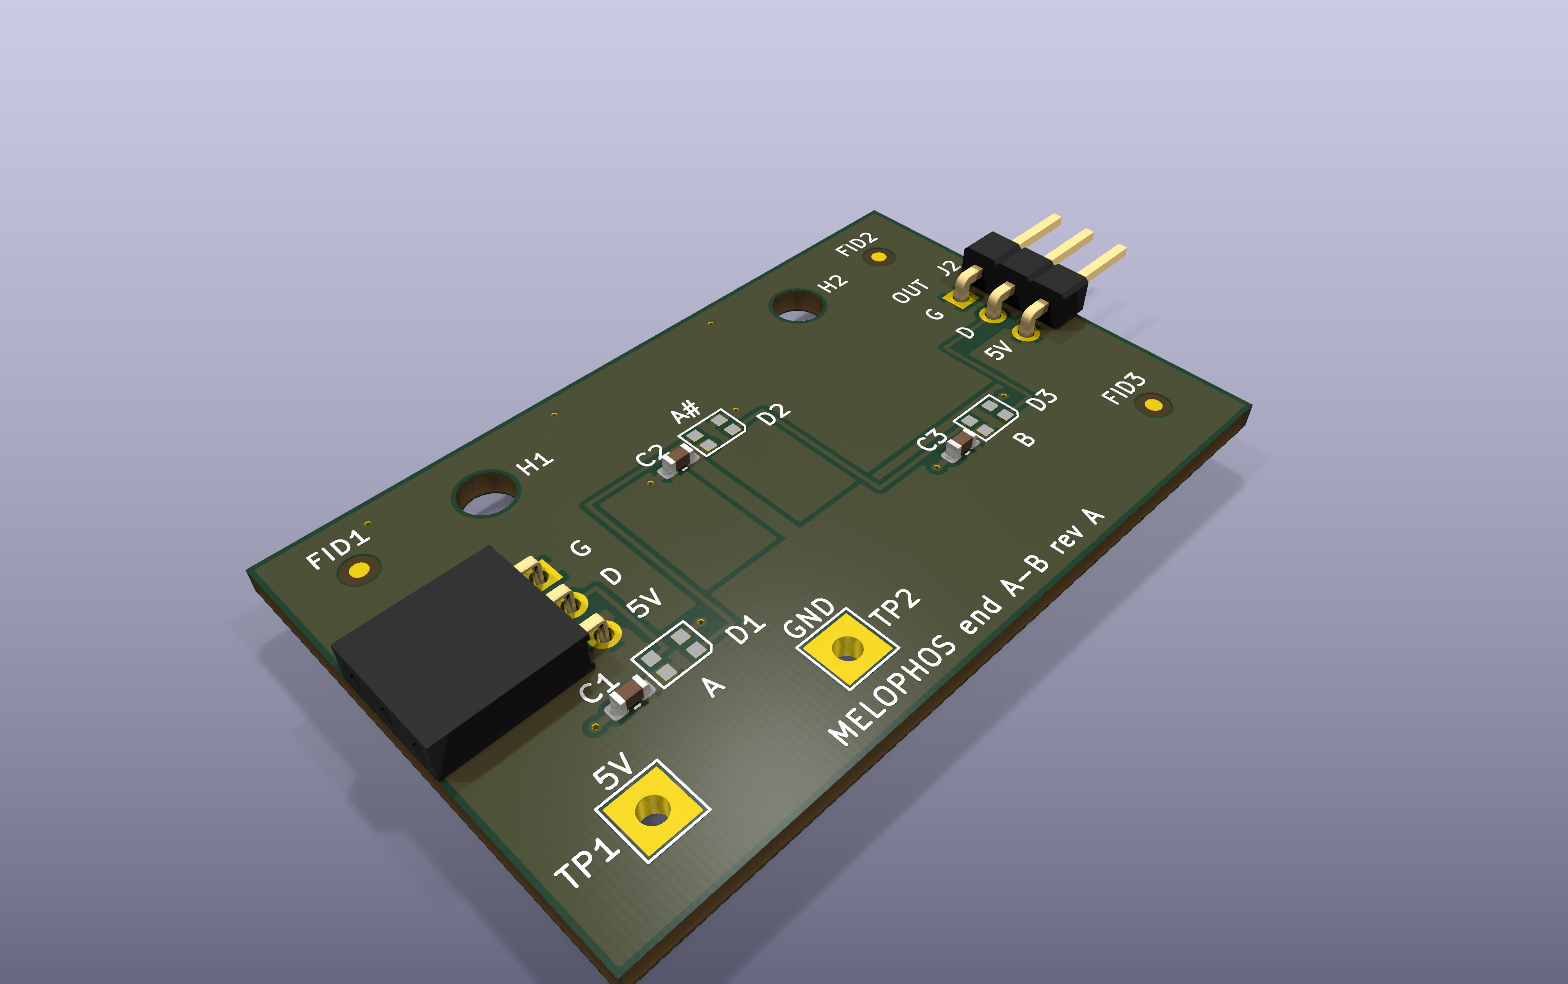 FID2
J2
H2
OUT
G
D
5V
FID3
A#
D2
D3
C2
C3
B
H1
FID1
G
D
5V
D1
C1
A
GND
TP2
MELOPHOS end A-B rev A
5V
TP1